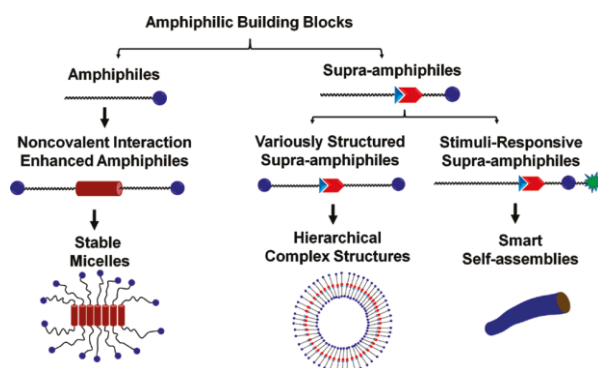 Amphiphilic Building Blocks
Amphiphiles
Supra-amphiphiles
Noncovalent Interaction
Enhanced Amphiphiles
Variously Structured
Supra-amphiphiles
Stimuli-Responsive
Supra-amphiphiles
Stable
Micelles
Hierarchical
Complex Structures
Smart
Self-assemblies